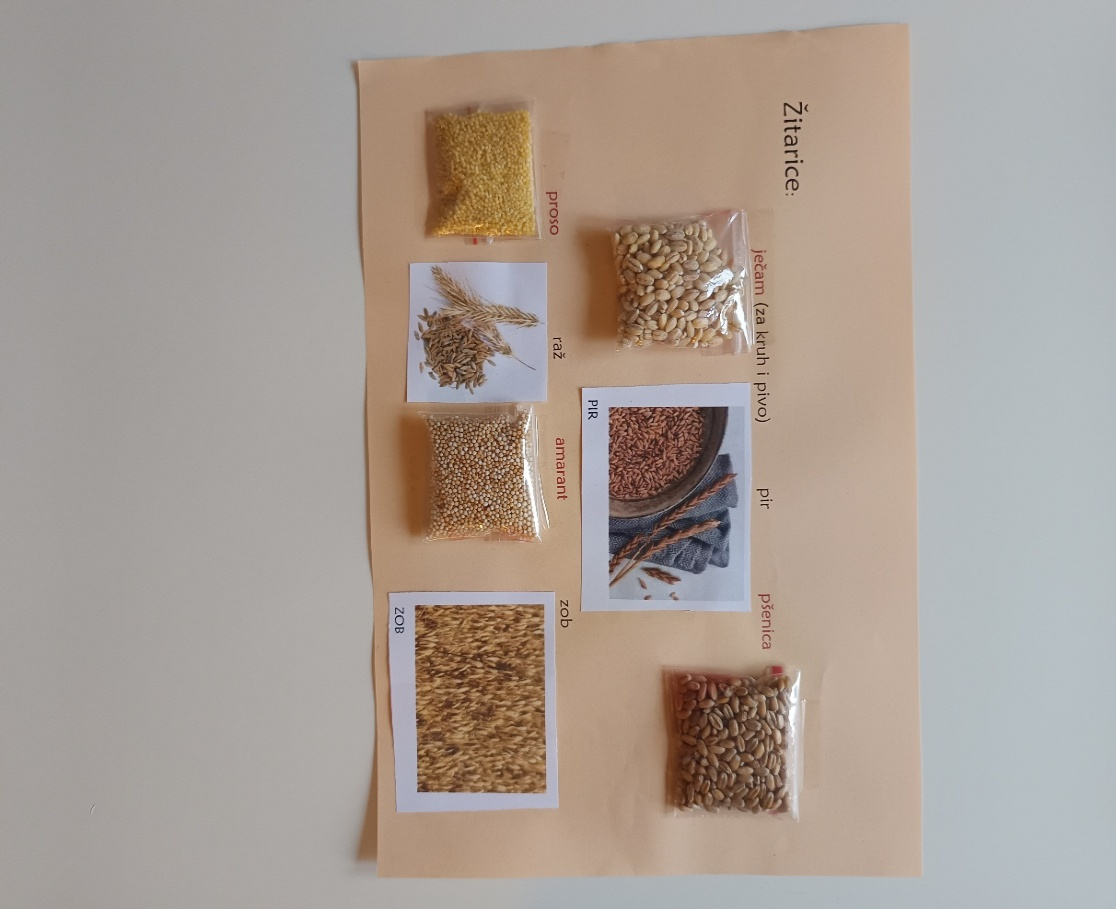 Žitarice:
ječam (za kruh i pivo) pir pšenica
PIR
proso raž amarant zob
ZOB